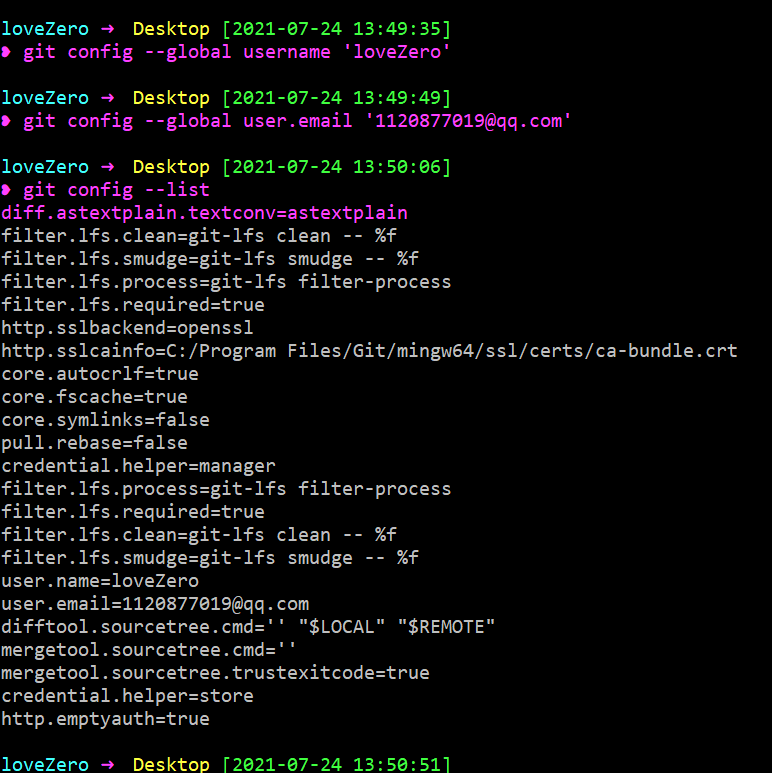 loveZero → Desktop [2021-07-24 13:49:35]
❥ git config --global username 'loveZero'
loveZero → Desktop [2021-07-24 13:49:49]
❥ git config --global user.email '1120877019@qq.com'
loveZero → Desktop [2021-07-24 13:50:06]
❥ git config --list
diff.astextplain.textconv=astextplain
filter.lfs.clean=git-lfs clean -- %f
filter.lfs.smudge=git-lfs smudge -- %f
filter.lfs.process=git-lfs filter-process
filter.lfs.required=true
http.sslbackend=openssl
http.sslcainfo=C:/Program Files/Git/mingw64/ssl/certs/ca-bundle.crt
core.autocrlf=true
core.fscache=true
core.symlinks=false
pull.rebase=false
credential.helper=manager
filter.lfs.process=git-lfs filter-process
filter.lfs.required=true
filter.lfs.clean=git-lfs clean -- %f
filter.lfs.smudge=git-lfs smudge -- %f
user.name=loveZero
user.email=1120877019@qq.com
difftool.sourcetree.cmd='' "$LOCAL" "$REMOTE"
mergetool.sourcetree.cmd=''
mergetool.sourcetree.trustexitcode=true
credential.helper=store
http.emptyauth=true
loveZero → Desktop [2021-07-24 13:50:51]